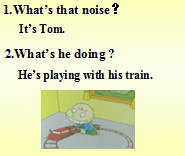 1.What's that noise?
It's Tom.
2.What's he doing ?
He's playing with his train.